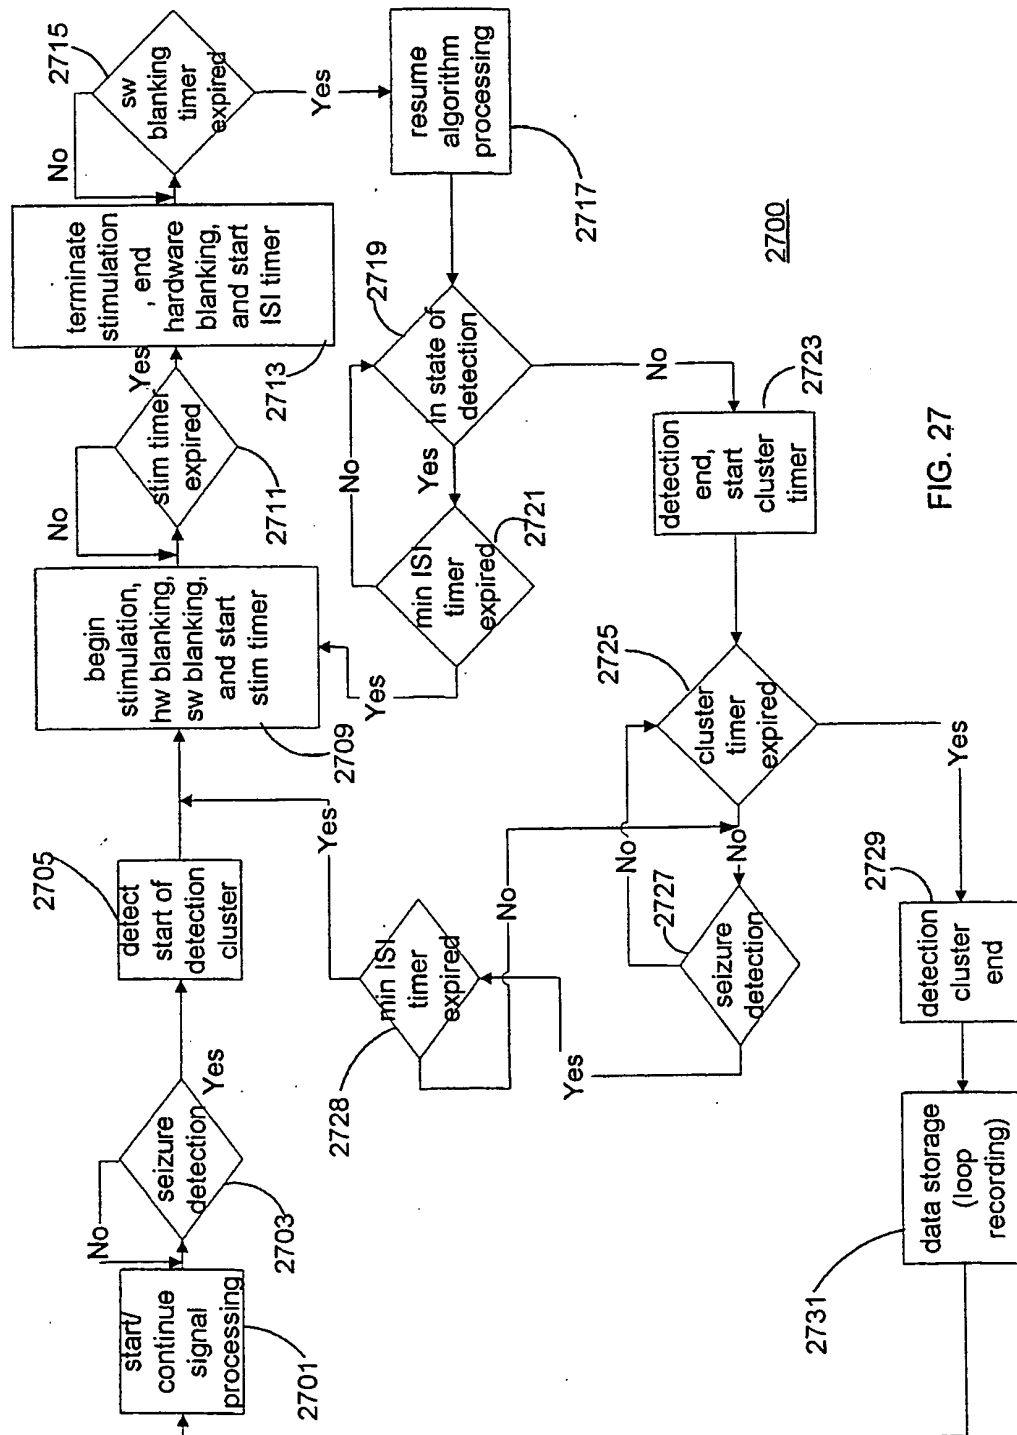 start/
continue
signal
processing
2701
No
seizure
detection
2703
Yes
detect
start of
detection
cluster
2705
begin
stimulation,
hw blanking,
sw blanking,
and start
stim timer
2709
No
stim timer
expired
2711
Yes
terminate
stimulation
, end
hardware
blanking,
and start
ISI timer
2713
No
sw
blanking
timer
expired
2715
Yes
resume
algorithm
processing
2717
in state of
detection
2719
Yes
No
min ISI
timer
expired
2721
Yes
No
detection
end,
start
cluster
timer
2723
cluster
timer
expired
2725
No
seizure
detection
2727
No
Yes
min ISI
timer
expired
2728
Yes
No
Yes
detection
cluster
end
2729
data storage
(loop
recording)
2731
2700
FIG. 27